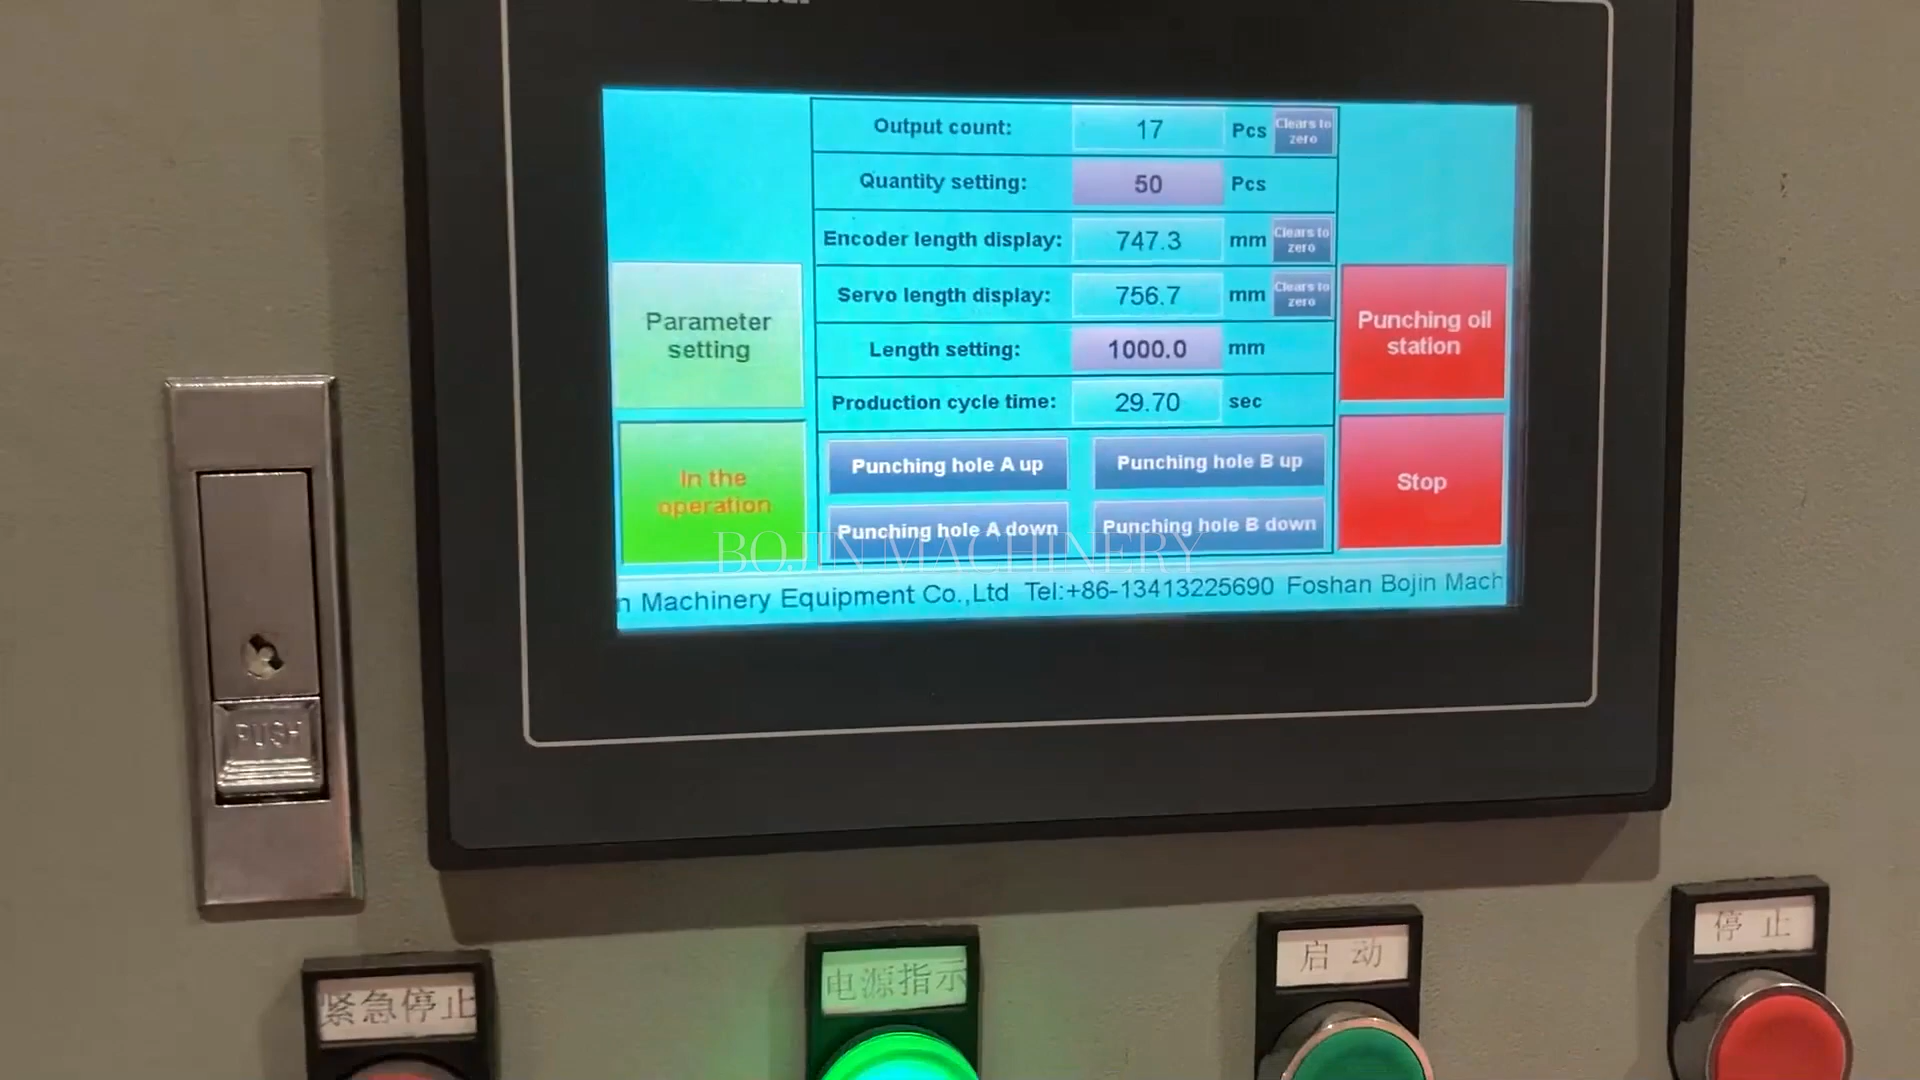 Output count: 17 Pcs Clears to zero
Quantity setting: 50 Pcs
Encoder length display: 747.3 mm Clears to zero
Servo length display: 756.7 mm Clears to zero
Length setting: 1000.0 mm
Production cycle time: 29.70 sec
Parameter setting
In the operation
Punching hole A up
Punching hole B up
Punching hole A down
Punching hole B down
Punching oil station
Stop
BOJIN MACHINERY
n Machinery Equipment Co.,Ltd Tel:+86-13413225690 Foshan Bojin Mach
PUSH
紧急停止
电源指示
启动
停止